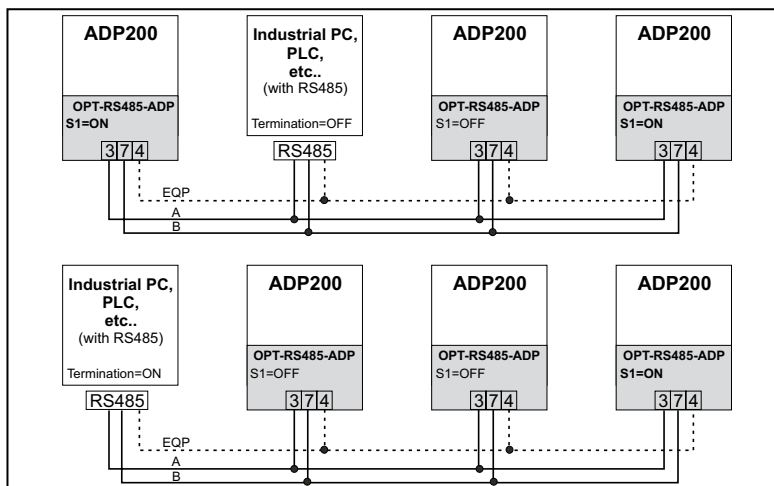 ADP200
OPT-RS485-ADP
S1=ON
3 7 4
Industrial PC,
PLC,
etc..
(with RS485)
Termination=OFF
RS485
ADP200
OPT-RS485-ADP
S1=OFF
3 7 4
ADP200
OPT-RS485-ADP
S1=ON
3 7 4
EQP
A
B
Industrial PC,
PLC,
etc..
(with RS485)
Termination=ON
RS485
ADP200
OPT-RS485-ADP
S1=OFF
3 7 4
ADP200
OPT-RS485-ADP
S1=OFF
3 7 4
ADP200
OPT-RS485-ADP
S1=ON
3 7 4
EQP
A
B